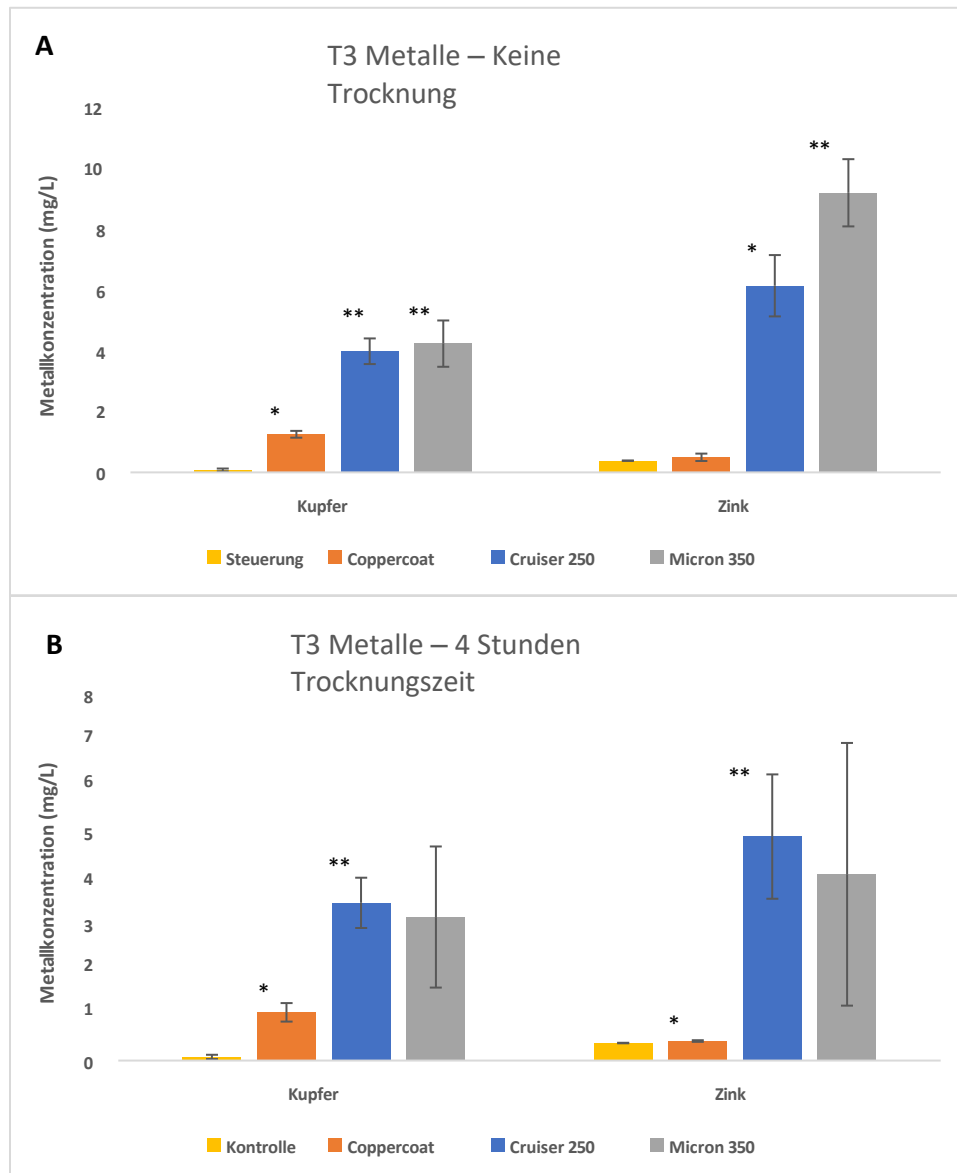 A
T3 Metalle – Keine
Trocknung
Metallkonzentration (mg/L)
12
10
8
6
4
2
0
*
**
**
*
**
Kupfer
Zink
Steuerung
Coppercoat
Cruiser 250
Micron 350
B
T3 Metalle – 4 Stunden
Trocknungszeit
Metallkonzentration (mg/L)
8
7
6
5
4
3
2
1
0
*
**
*
**
Kupfer
Zink
Kontrolle
Coppercoat
Cruiser 250
Micron 350